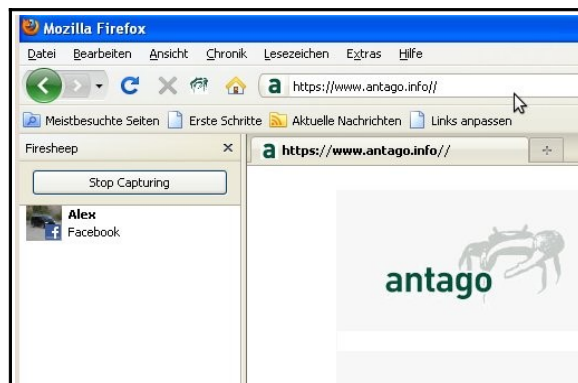 Mozilla Firefox
Datei Bearbeiten Ansicht Chronik Lesezeichen Extras Hilfe
a https://www.antago.info//
Meistbesuchte Seiten Erste Schritte Aktuelle Nachrichten Links anpassen
Firesheep
a https://www.antago.info//
Stop Capturing
Alex
f Facebook
antago